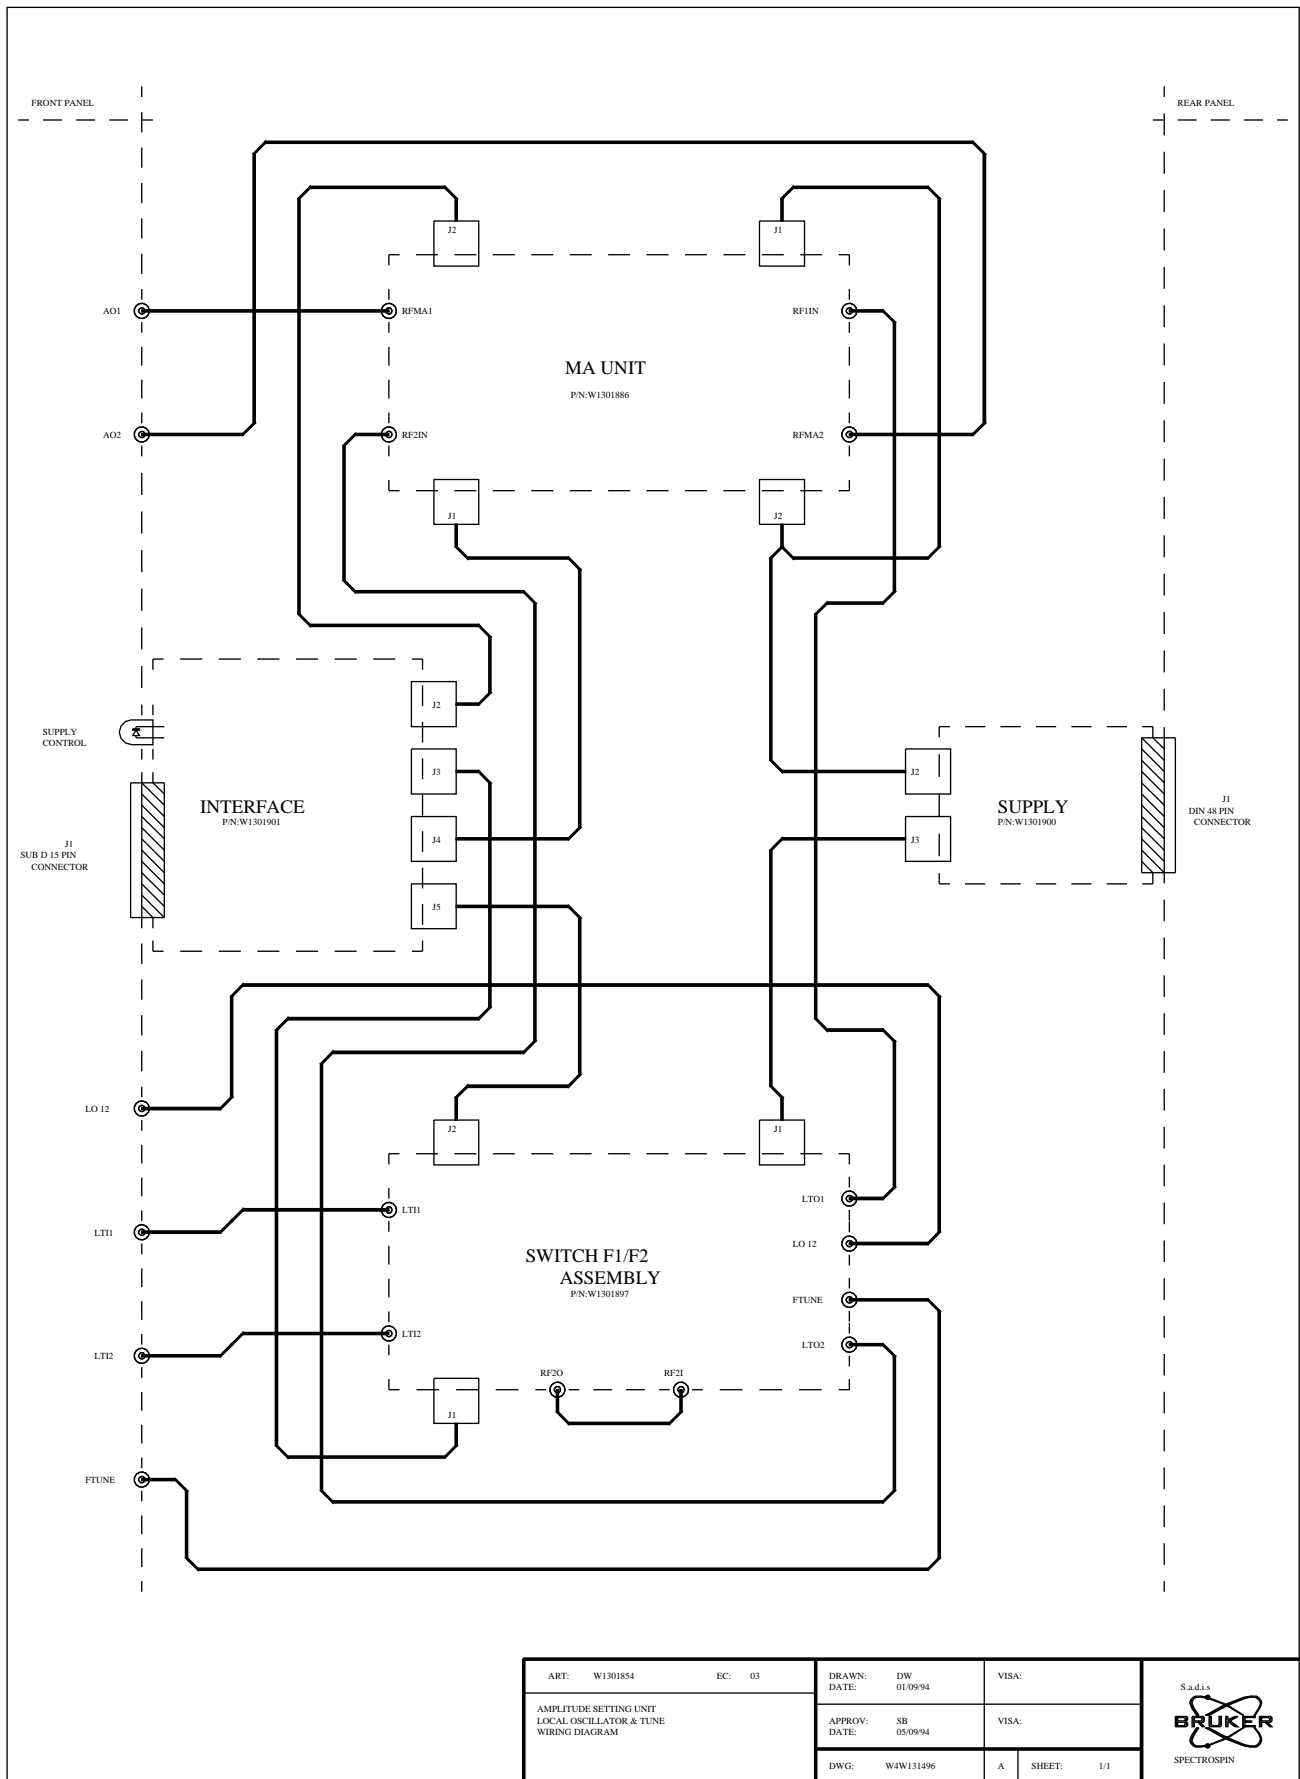 FRONT PANEL
REAR PANEL
J2
J1
AO1
RFMA1
RF1IN
MA UNIT
P/N:W1301886
AO2
RF2IN
RFMA2
J1
J2
J2
SUPPLY
CONTROL
J3
J2
INTERFACE
P/N:W1301901
SUPPLY
P/N:W1301900
J1
DIN 48 PIN
CONNECTOR
J4
J3
J1
SUB D 15 PIN
CONNECTOR
J5
LO 12
J2
J1
LTO1
LTI1
LTI1
LO 12
SWITCH F1/F2
ASSEMBLY
P/N:W1301897
FTUNE
LTI2
LTI2
LTO2
RF2O
RF2I
J1
FTUNE
ART: W1301854 EC: 03
AMPLITUDE SETTING UNIT
LOCAL OSCILLATOR & TUNE
WIRING DIAGRAM
DRAWN: DW
DATE: 01/09/94
VISA:
APPROV: SB
DATE: 05/09/94
VISA:
DWG: W4W131496 A SHEET: 1/1
S.a.d.i.s
BRUKER
SPECTROSPIN